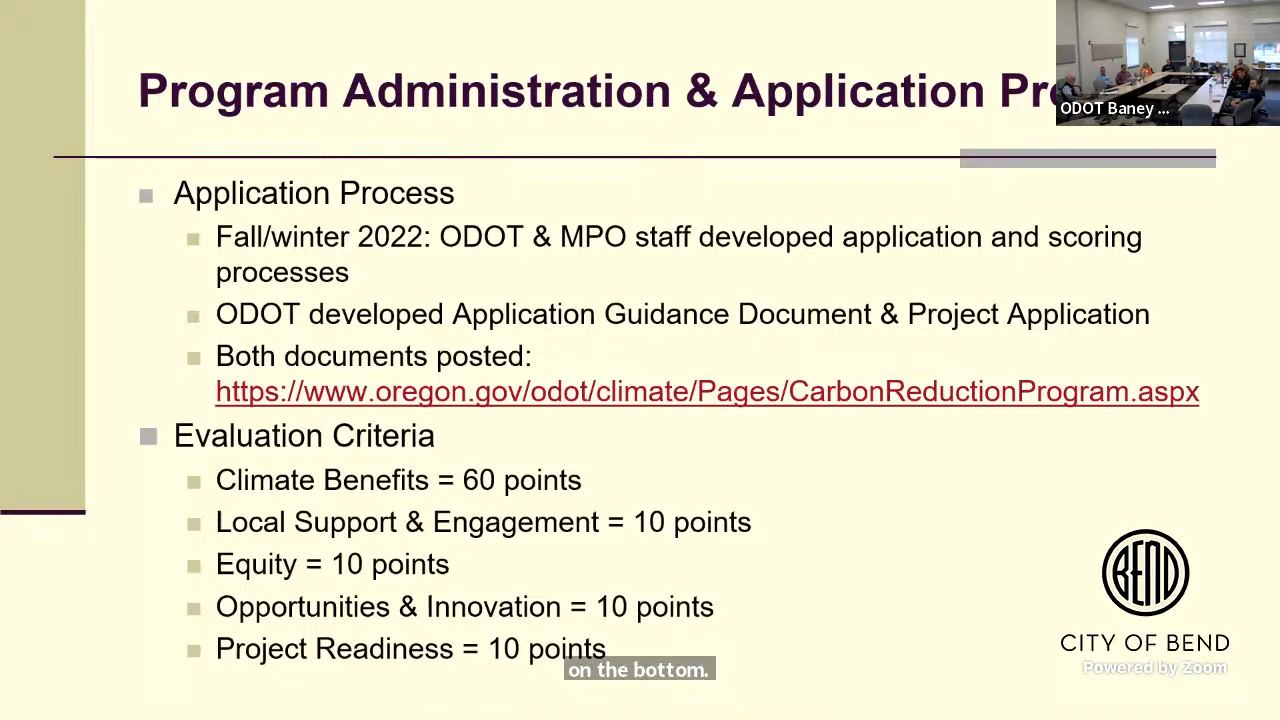 Program Administration & Application Pr
ODOT Baney ...
Application Process
Fall/winter 2022: ODOT & MPO staff developed application and scoring
processes
ODOT developed Application Guidance Document & Project Application
Both documents posted:
https://www.oregon.gov/odot/climate/Pages/CarbonReductionProgram.aspx
Evaluation Criteria
Climate Benefits = 60 points
Local Support & Engagement = 10 points
Equity = 10 points
Opportunities & Innovation = 10 points
Project Readiness = 10 points
BEND
CITY OF BEND
on the bottom.
Powered by Zoom